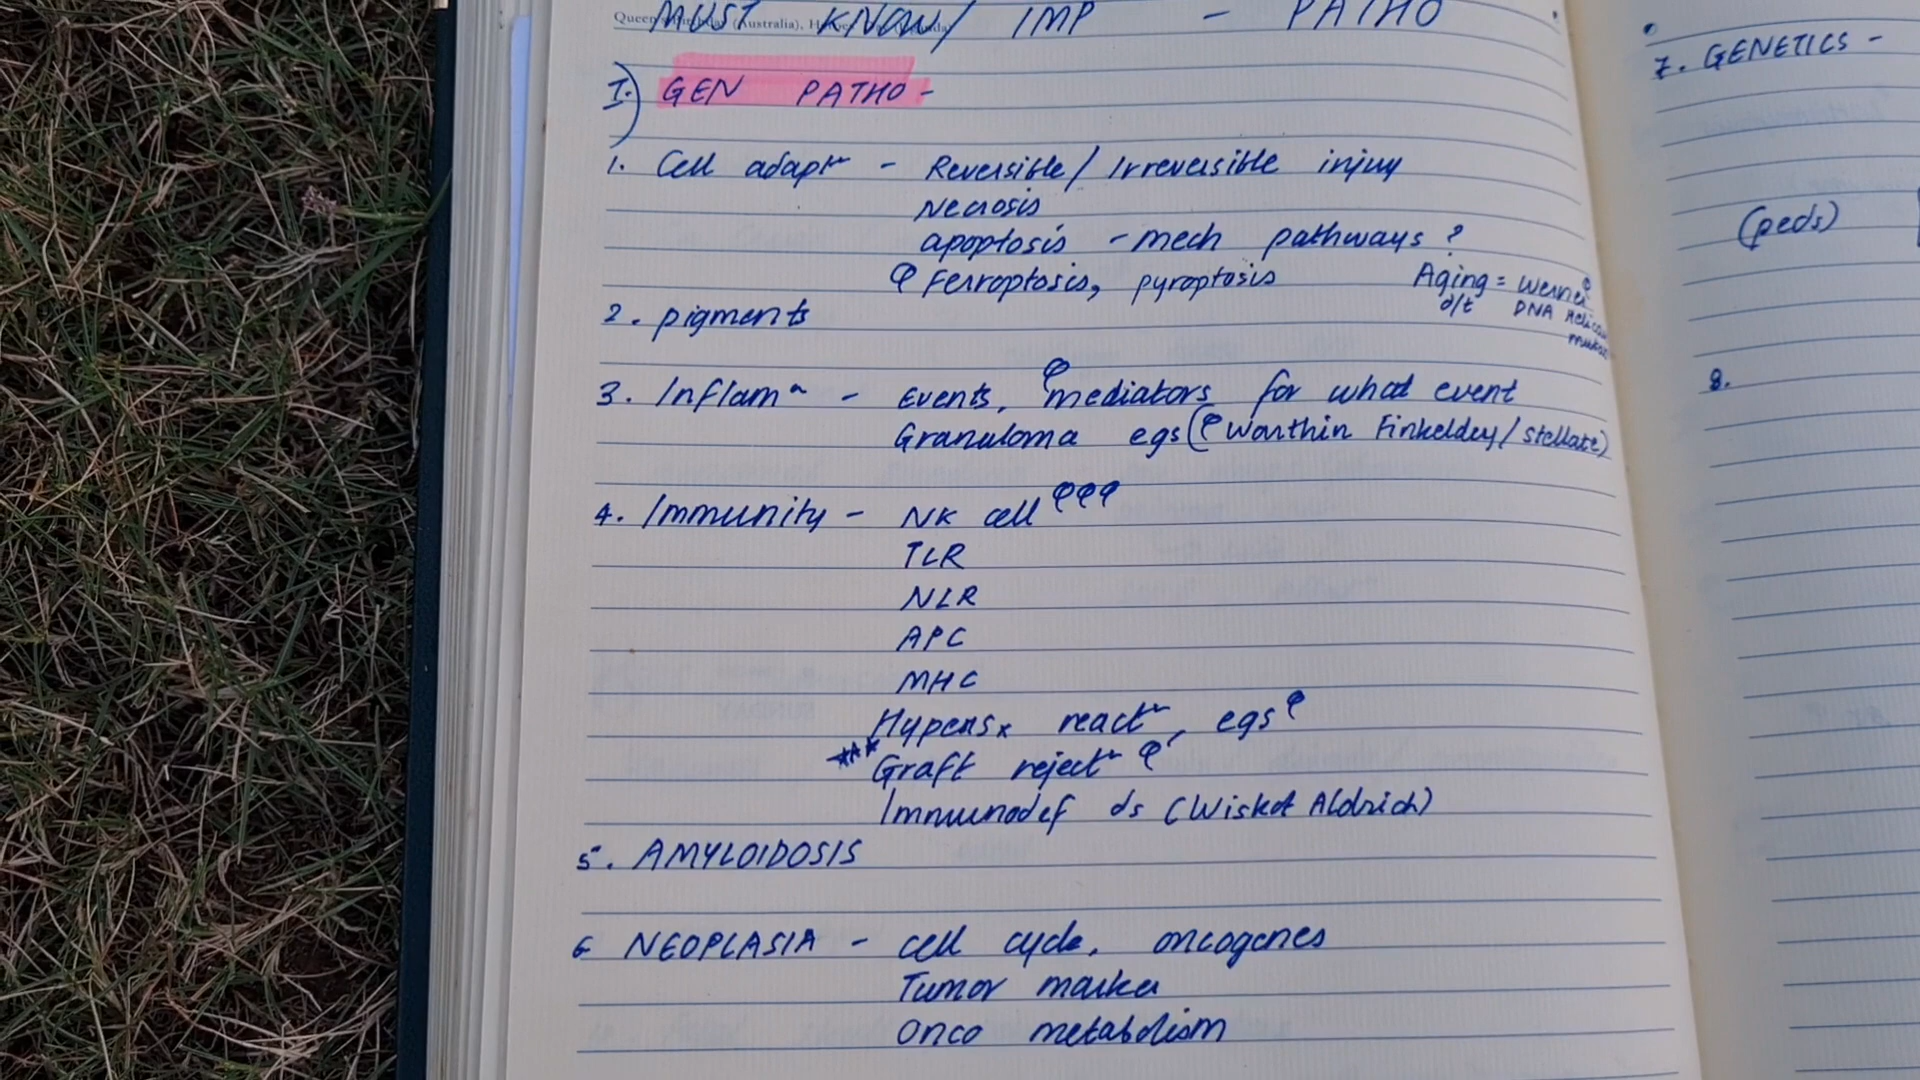 MUST KNOW / IMP - PATHO
I.) GEN PATHO -
1. Cell adaptn - Reversible / Irreversible injury
Necrosis
apoptosis - mech pathways ?
Ferroptosis, pyroptosis
Aging = Werner
d/t DNA
2. pigments
3. Inflamn - Events, mediators for what event
Granuloma egs ( Warthin Finkeldey / stellate)
4. Immunity - NK cell
TLR
NLR
APC
MHC
Hypensx reactn, egs
*** Graft rejectn
Immunodef ds (Wiskot Aldrich)
5. AMYLOIDOSIS
6 NEOPLASIA - cell cycle, oncogenes
Tumor marker
Onco metabolism
7. GENETICS -
(peds)
8.